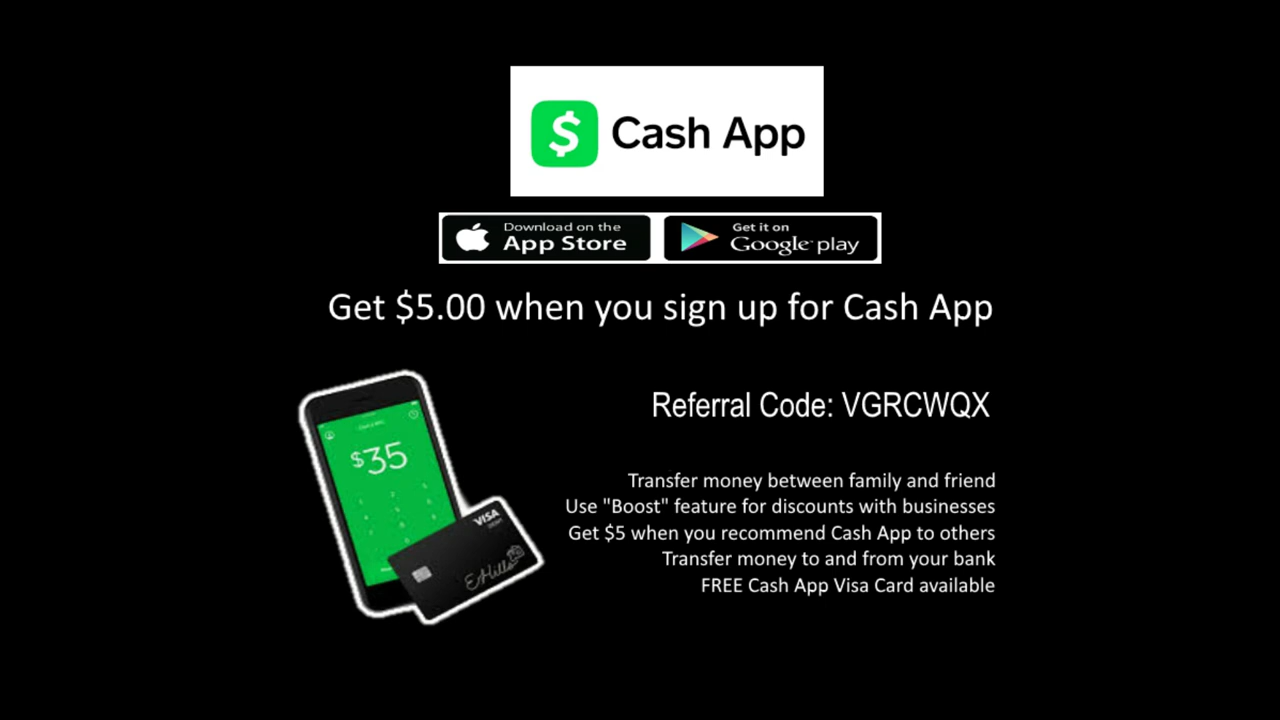 $ Cash App
Download on the
App Store
Get it on
Google play
Get $5.00 when you sign up for Cash App
Referral Code: VGRCWQX
$35
VISA
DEBIT
Transfer money between family and friend
Use "Boost" feature for discounts with businesses
Get $5 when you recommend Cash App to others
Transfer money to and from your bank
FREE Cash App Visa Card available